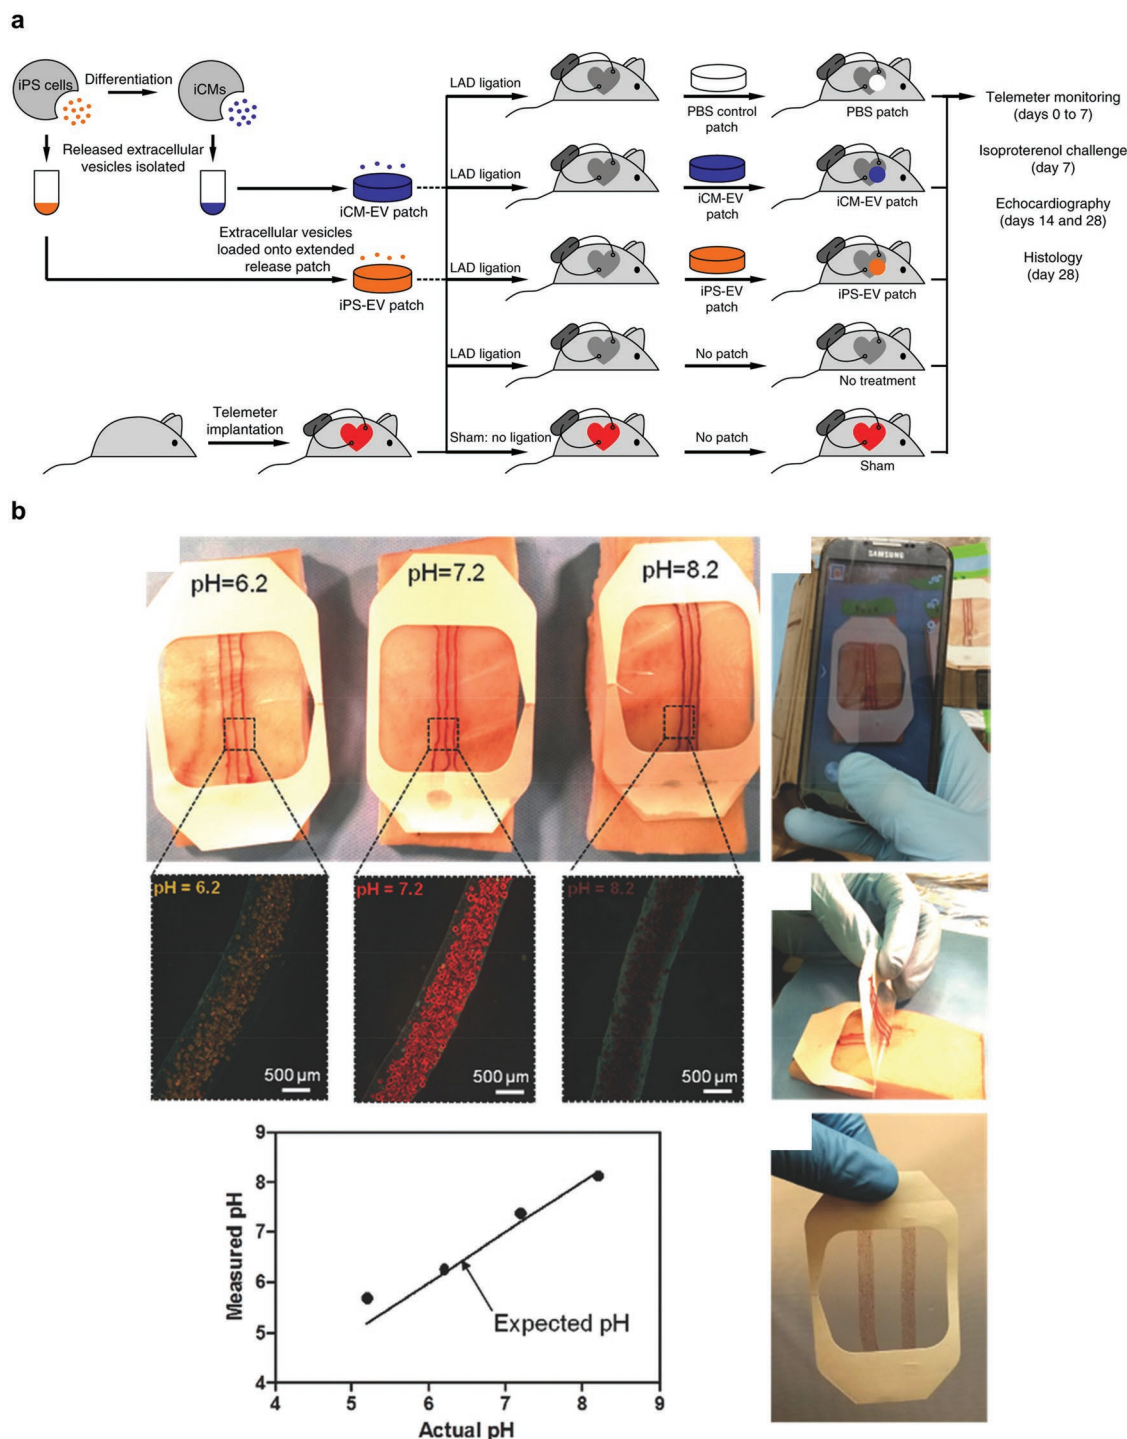 a
iPS cells
Differentiation
iCMs
Released extracellular
vesicles isolated
Extracellular vesicles
loaded onto extended
release patch
iCM-EV patch
iPS-EV patch
Telemeter
implantation
LAD ligation
PBS control
patch
PBS patch
LAD ligation
iCM-EV
patch
iCM-EV patch
LAD ligation
iPS-EV
patch
iPS-EV patch
LAD ligation
No patch
No treatment
Sham: no ligation
No patch
Sham
Telemeter monitoring
(days 0 to 7)
Isoproterenol challenge
(day 7)
Echocardiography
(days 14 and 28)
Histology
(day 28)
b
pH=6.2
pH=7.2
pH=8.2
SAMSUNG
pH = 6.2
500 µm
pH = 7.2
500 µm
pH = 8.2
500 µm
Measured pH
9
8
7
6
5
4
Expected pH
4
5
6
7
8
9
Actual pH